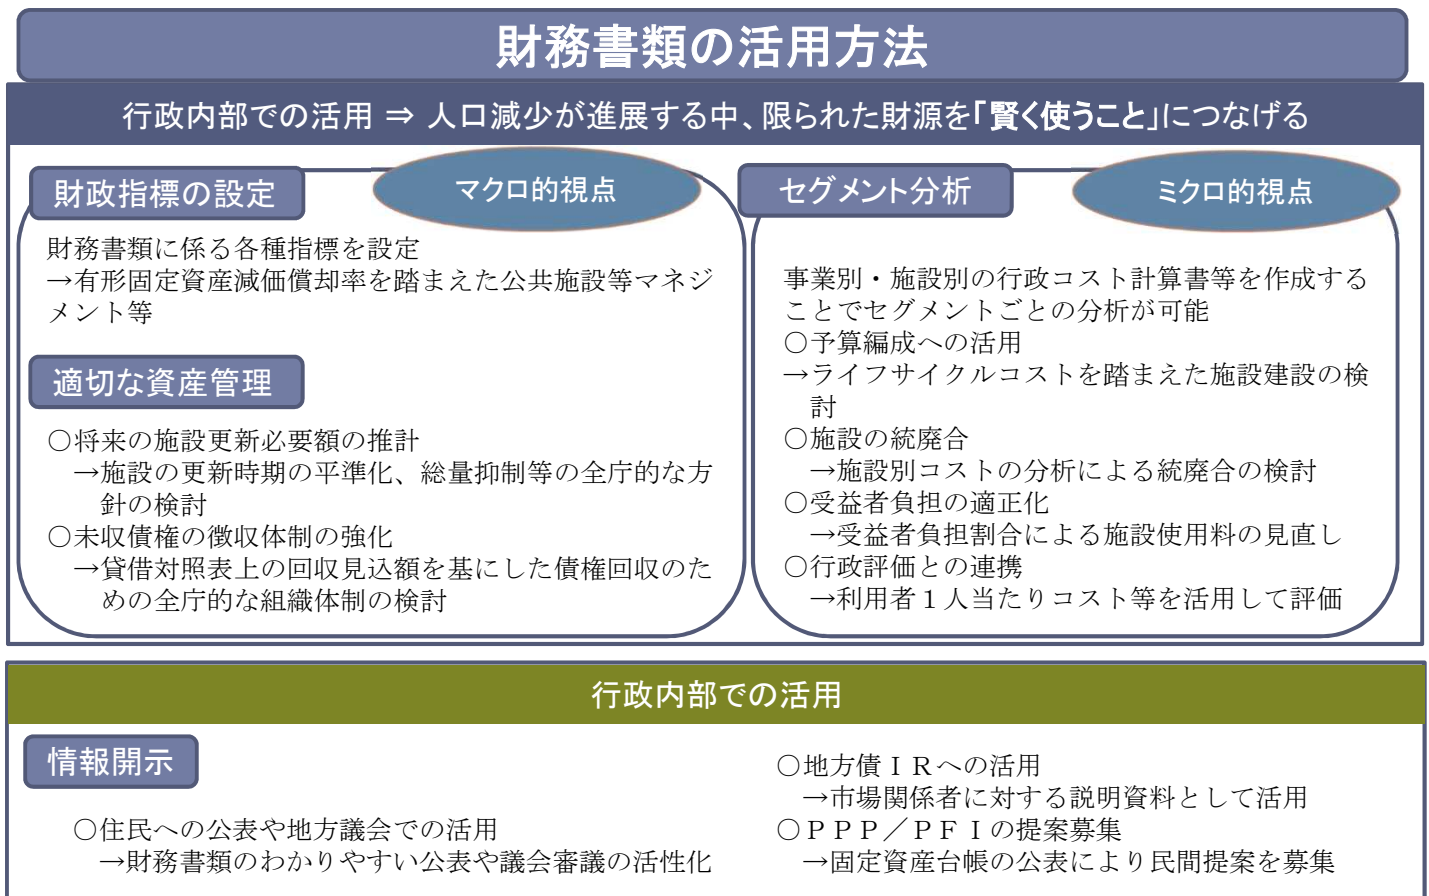 財務書類の活用方法
行政内部での活用 ⇒ 人口減少が進展する中、限られた財源を「賢く使うこと」につなげる
財政指標の設定
マクロ的視点
財務書類に係る各種指標を設定
→有形固定資産減価償却率を踏まえた公共施設等マネジ
メント等
適切な資産管理
○将来の施設更新必要額の推計
→施設の更新時期の平準化、総量抑制等の全庁的な方
針の検討
○未収債権の徴収体制の強化
→貸借対照表上の回収見込額を基にした債権回収のた
めの全庁的な組織体制の検討
セグメント分析
ミクロ的視点
事業別・施設別の行政コスト計算書等を作成する
ことでセグメントごとの分析が可能
○予算編成への活用
→ライフサイクルコストを踏まえた施設建設の検
討
○施設の統廃合
→施設別コストの分析による統廃合の検討
○受益者負担の適正化
→受益者負担割合による施設使用料の見直し
○行政評価との連携
→利用者１人当たりコスト等を活用して評価
行政内部での活用
情報開示
○住民への公表や地方議会での活用
→財務書類のわかりやすい公表や議会審議の活性化
○地方債ＩＲへの活用
→市場関係者に対する説明資料として活用
○ＰＰＰ／ＰＦＩの提案募集
→固定資産台帳の公表により民間提案を募集